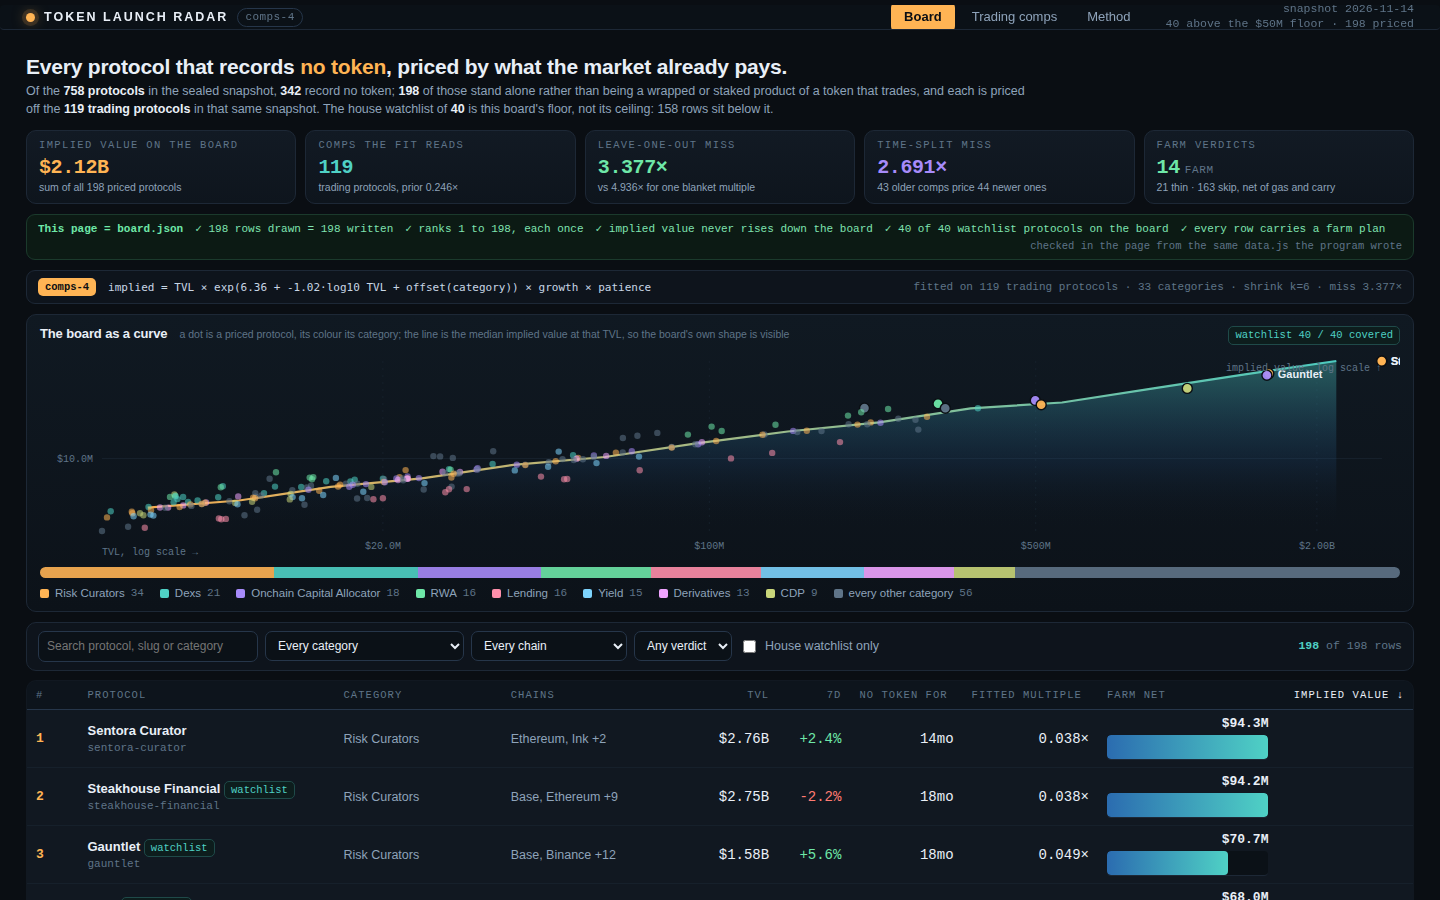 TOKEN LAUNCH RADAR comps-4 Board Trading comps Method
snapshot 2026-11-14
40 above the $50M floor · 198 priced
Every protocol that records no token, priced by what the market already pays.
Of the 758 protocols in the sealed snapshot, 342 record no token; 198 of those stand alone rather than being a wrapped or staked product of a token that trades, and each is priced
off the 119 trading protocols in that same snapshot. The house watchlist of 40 is this board's floor, not its ceiling: 158 rows sit below it.
IMPLIED VALUE ON THE BOARD
$2.12B
sum of all 198 priced protocols
COMPS THE FIT READS
119
trading protocols, prior 0.246×
LEAVE-ONE-OUT MISS
3.377×
vs 4.936× for one blanket multiple
TIME-SPLIT MISS
2.691×
43 older comps price 44 newer ones
FARM VERDICTS
14 FARM
21 thin · 163 skip, net of gas and carry
This page = board.json ✓ 198 rows drawn = 198 written ✓ ranks 1 to 198, each once ✓ implied value never rises down the board ✓ 40 of 40 watchlist protocols on the board ✓ every row carries a farm plan
checked in the page from the same data.js the program wrote
comps-4 implied = TVL × exp(6.36 + -1.02·log10 TVL + offset(category)) × growth × patience fitted on 119 trading protocols · 33 categories · shrink k=6 · miss 3.377×
The board as a curve a dot is a priced protocol, its colour its category; the line is the median implied value at that TVL, so the board's own shape is visible watchlist 40 / 40 covered
implied value, log scale ↑
Gauntlet
$10.0M
TVL, log scale →
$20.0M $100M $500M $2.00B
Risk Curators 34 Dexs 21 Onchain Capital Allocator 18 RWA 16 Lending 16 Yield 15 Derivatives 13 CDP 9 every other category 56
Search protocol, slug or category Every category Every chain Any verdict House watchlist only 198 of 198 rows
# PROTOCOL CATEGORY CHAINS TVL 7D NO TOKEN FOR FITTED MULTIPLE FARM NET IMPLIED VALUE ↓
1 Sentora Curator sentora-curator Risk Curators Ethereum, Ink +2 $2.76B +2.4% 14mo 0.038× $94.3M
2 Steakhouse Financial watchlist steakhouse-financial Risk Curators Base, Ethereum +9 $2.75B -2.2% 18mo 0.038× $94.2M
3 Gauntlet watchlist gauntlet Risk Curators Base, Binance +12 $1.58B +5.6% 18mo 0.049× $70.7M
$68.0M